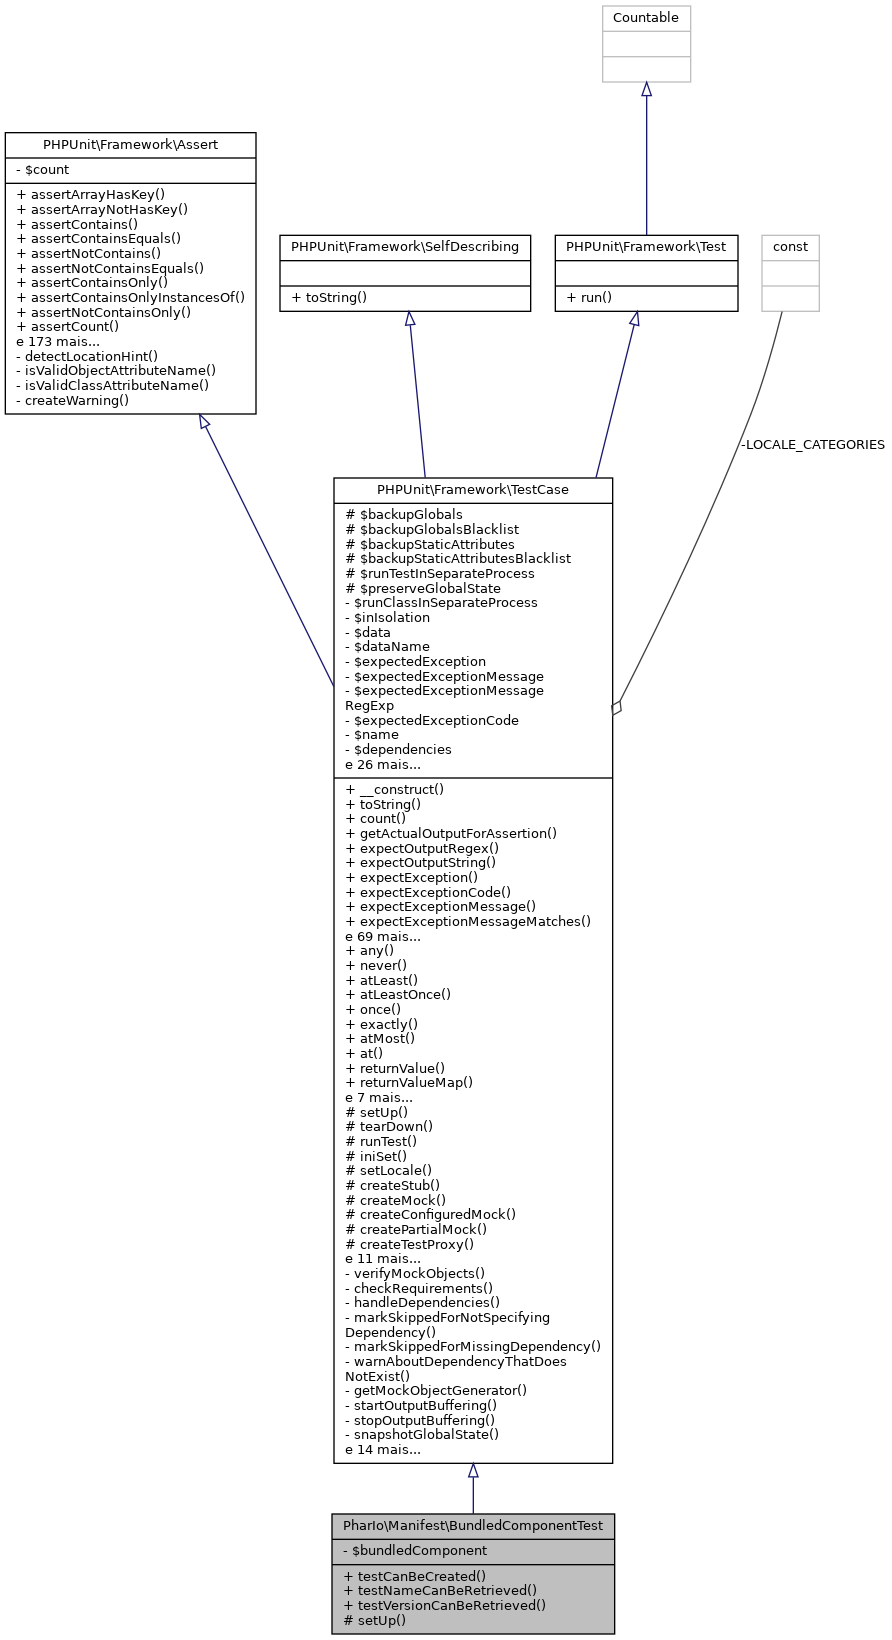 Countable
PHPUnit\Framework\Assert
- $count
+ assertArrayHasKey()
+ assertArrayNotHasKey()
+ assertContains()
+ assertContainsEquals()
+ assertNotContains()
+ assertNotContainsEquals()
+ assertContainsOnly()
+ assertContainsOnlyInstancesOf()
+ assertNotContainsOnly()
+ assertCount()
e 173 mais...
- detectLocationHint()
- isValidObjectAttributeName()
- isValidClassAttributeName()
- createWarning()
PHPUnit\Framework\SelfDescribing
+ toString()
PHPUnit\Framework\Test
+ run()
const
-LOCALE_CATEGORIES
PHPUnit\Framework\TestCase
# $backupGlobals
# $backupGlobalsBlacklist
# $backupStaticAttributes
# $backupStaticAttributesBlacklist
# $runTestInSeparateProcess
# $preserveGlobalState
- $runClassInSeparateProcess
- $inIsolation
- $data
- $dataName
- $expectedException
- $expectedExceptionMessage
- $expectedExceptionMessage
RegExp
- $expectedExceptionCode
- $name
- $dependencies
e 26 mais...
+ __construct()
+ toString()
+ count()
+ getActualOutputForAssertion()
+ expectOutputRegex()
+ expectOutputString()
+ expectException()
+ expectExceptionCode()
+ expectExceptionMessage()
+ expectExceptionMessageMatches()
e 69 mais...
+ any()
+ never()
+ atLeast()
+ atLeastOnce()
+ once()
+ exactly()
+ atMost()
+ at()
+ returnValue()
+ returnValueMap()
e 7 mais...
# setUp()
# tearDown()
# runTest()
# iniSet()
# setLocale()
# createStub()
# createMock()
# createConfiguredMock()
# createPartialMock()
# createTestProxy()
e 11 mais...
- verifyMockObjects()
- checkRequirements()
- handleDependencies()
- markSkippedForNotSpecifying
Dependency()
- markSkippedForMissingDependency()
- warnAboutDependencyThatDoes
NotExist()
- getMockObjectGenerator()
- startOutputBuffering()
- stopOutputBuffering()
- snapshotGlobalState()
e 14 mais...
PharIo\Manifest\BundledComponentTest
- $bundledComponent
+ testCanBeCreated()
+ testNameCanBeRetrieved()
+ testVersionCanBeRetrieved()
# setUp()